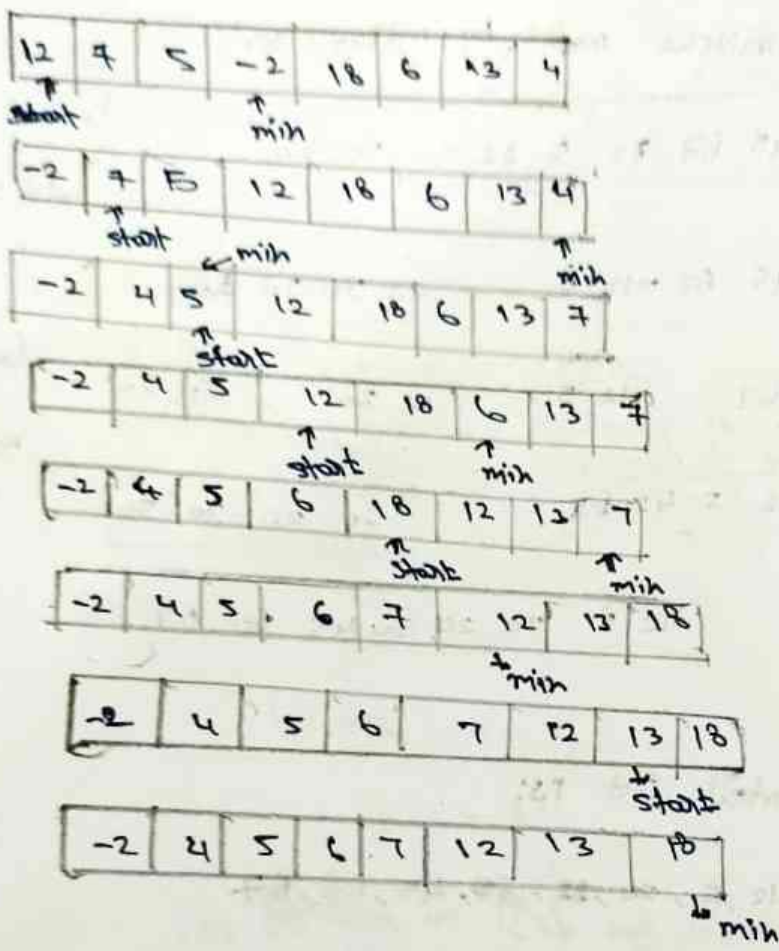 12 7 5 -2 18 6 13 4
start min
-2 7 5 12 18 6 13 4
start min
min
-2 4 5 12 18 6 13 7
start
-2 4 5 12 18 6 13 7
start min
-2 4 5 6 18 12 13 7
start min
-2 4 5 6 7 12 13 18
min
-2 4 5 6 7 12 13 18
start
-2 4 5 6 7 12 13 18
min